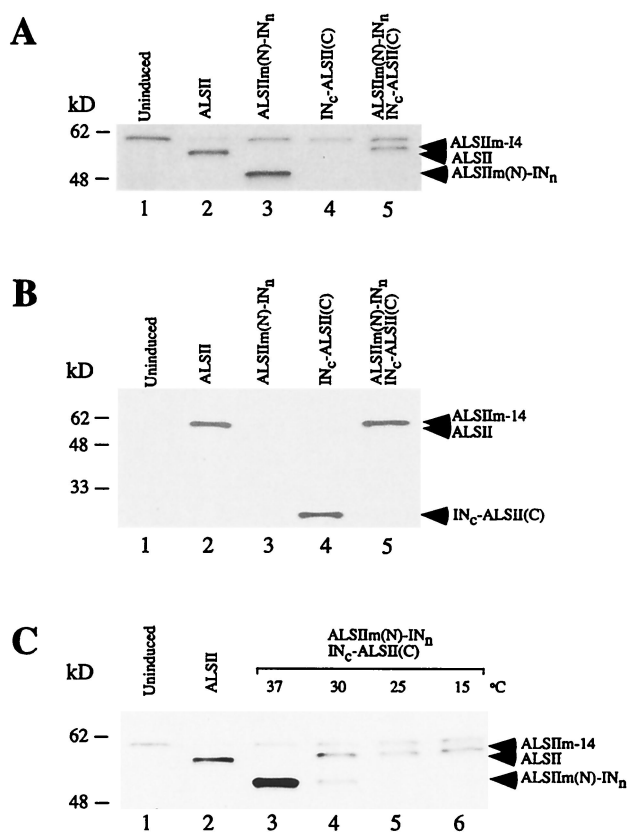 A
kD
Uninduced
ALSII
ALSIIm(N)-INn
INc-ALSII(C)
ALSIIm(N)-INn
INc-ALSII(C)
62
48
ALSIIm-I4
ALSII
ALSIIm(N)-INn
1 2 3 4 5
B
kD
Uninduced
ALSII
ALSIIm(N)-INn
INc-ALSII(C)
ALSIIm(N)-INn
INc-ALSII(C)
62
48
33
ALSIIm-14
ALSII
INc-ALSII(C)
1 2 3 4 5
C
kD
Uninduced
ALSII
ALSIIm(N)-INn
INc-ALSII(C)
37 30 25 15 °C
62
48
ALSIIm-14
ALSII
ALSIIm(N)-INn
1 2 3 4 5 6